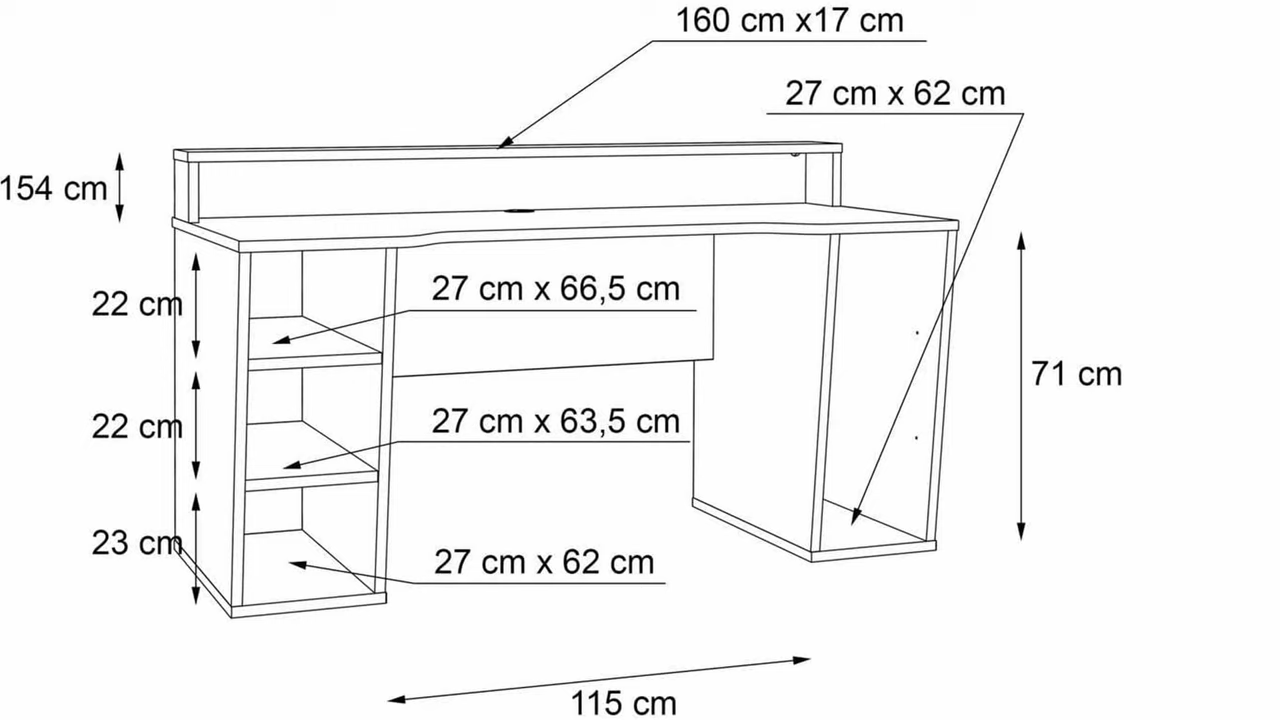 160 cm x17 cm
27 cm x 62 cm
154 cm
22 cm
27 cm x 66,5 cm
71 cm
22 cm
27 cm x 63,5 cm
23 cm
27 cm x 62 cm
115 cm